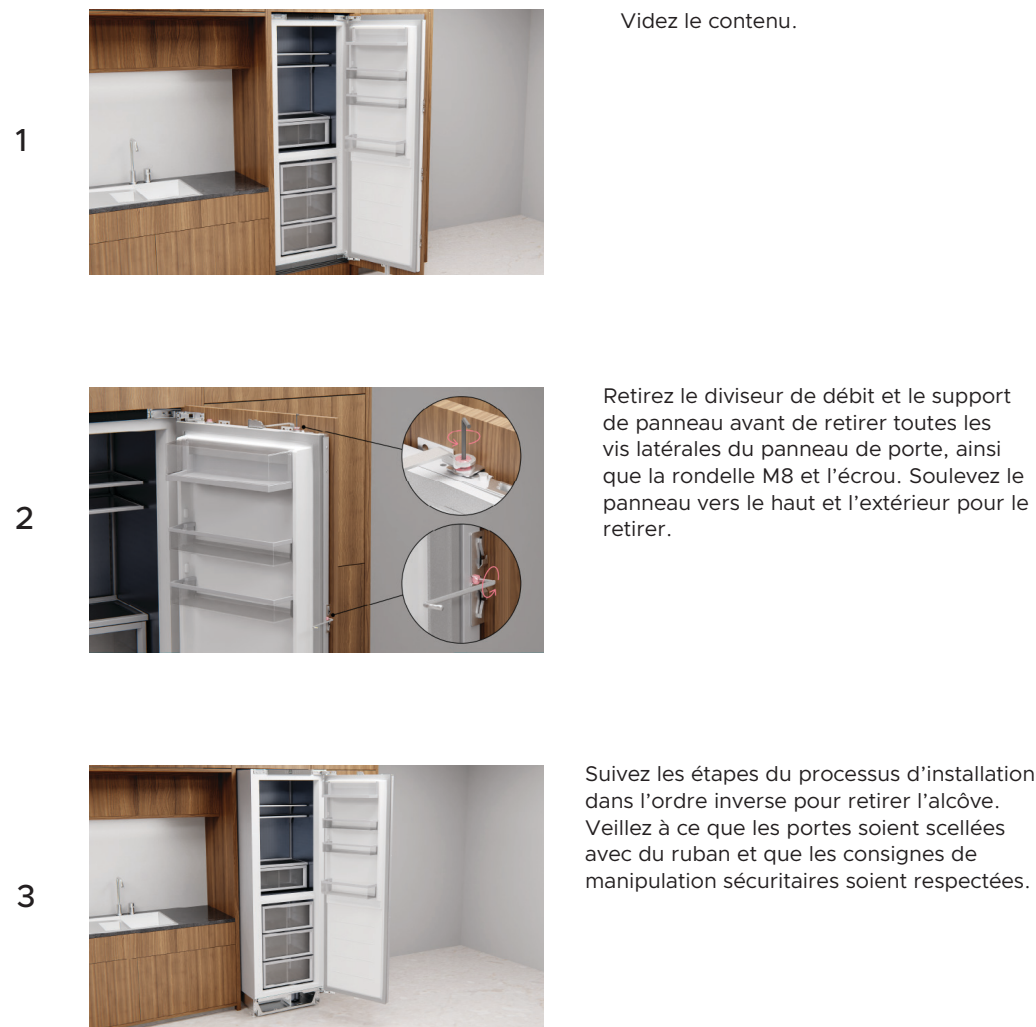 1
Videz le contenu.
2
Retirez le diviseur de débit et le support
de panneau avant de retirer toutes les
vis latérales du panneau de porte, ainsi
que la rondelle M8 et l’écrou. Soulevez le
panneau vers le haut et l’extérieur pour le
retirer.
3
Suivez les étapes du processus d’installation
dans l’ordre inverse pour retirer l’alcôve.
Veillez à ce que les portes soient scellées
avec du ruban et que les consignes de
manipulation sécuritaires soient respectées.